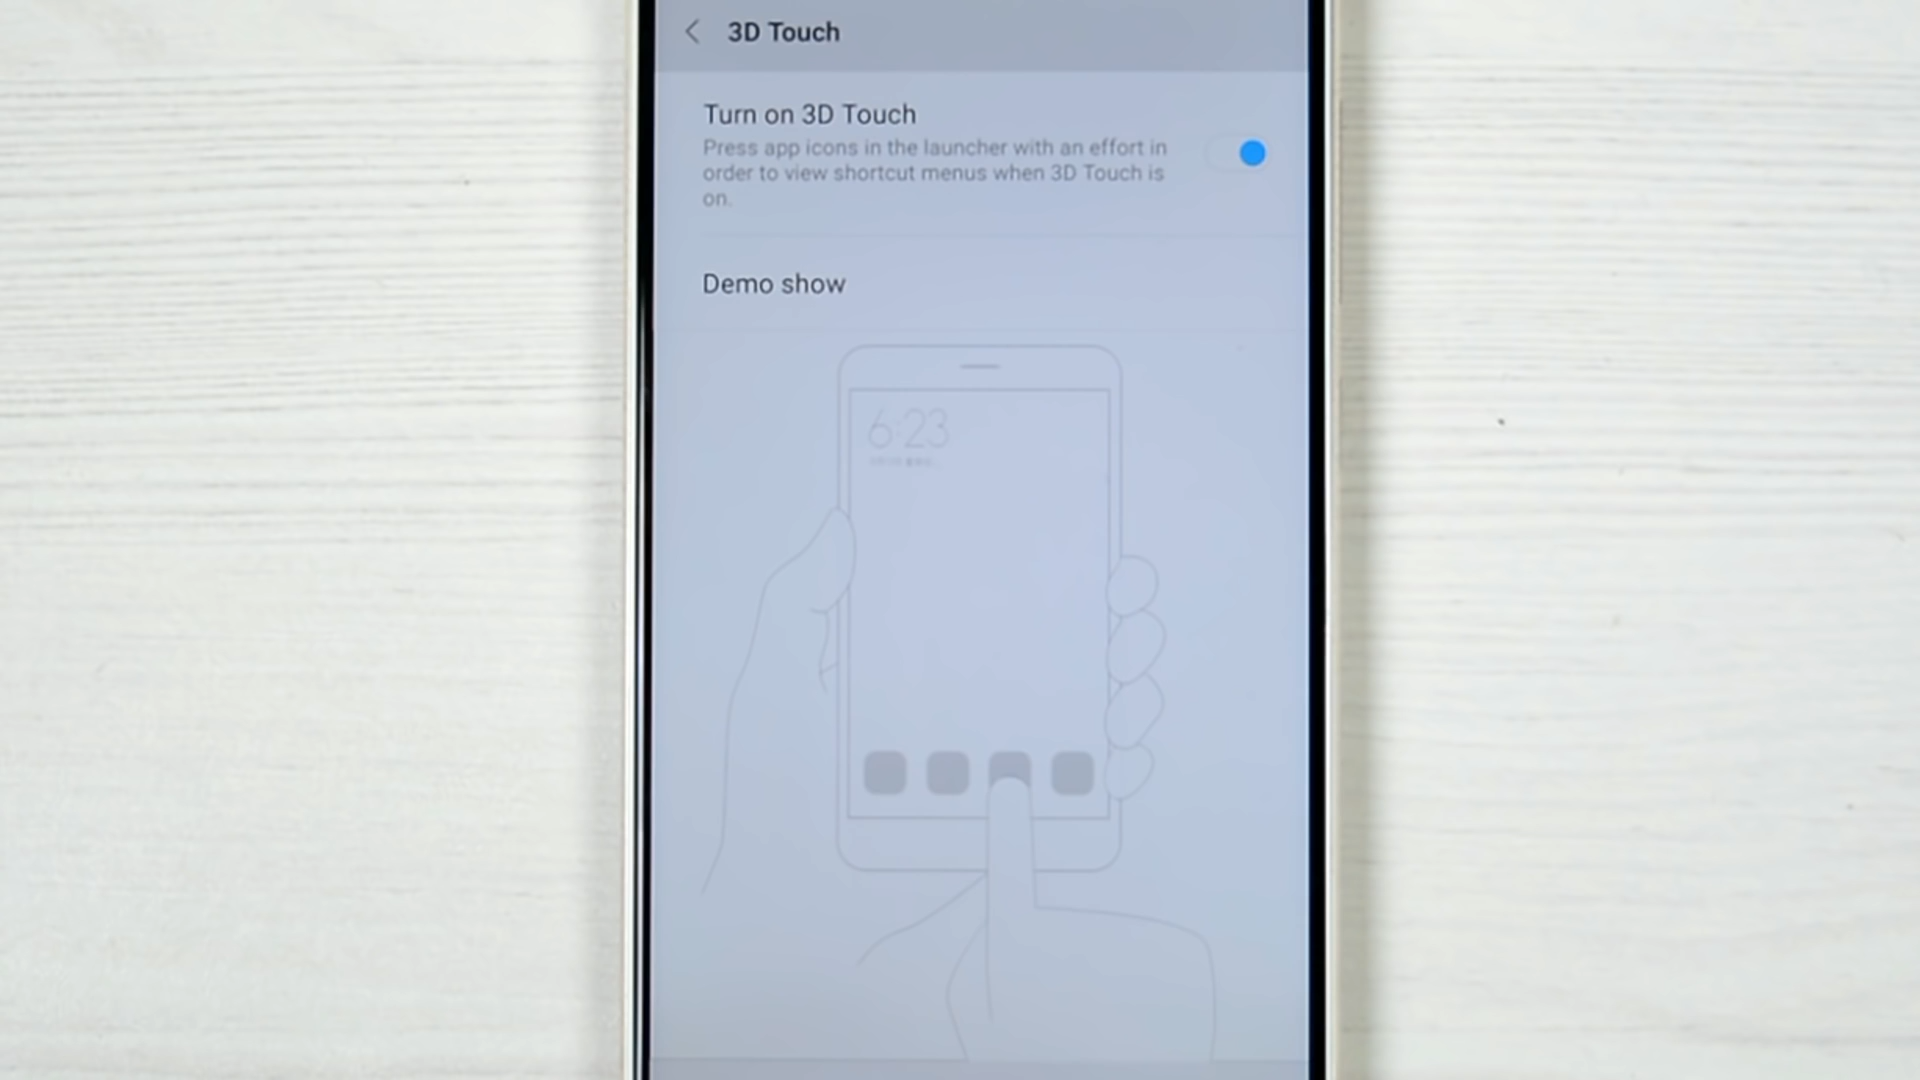 3D Touch
Turn on 3D Touch
Press app icons in the launcher with an effort in
order to view shortcut menus when 3D Touch is
on.
Demo show
6:23